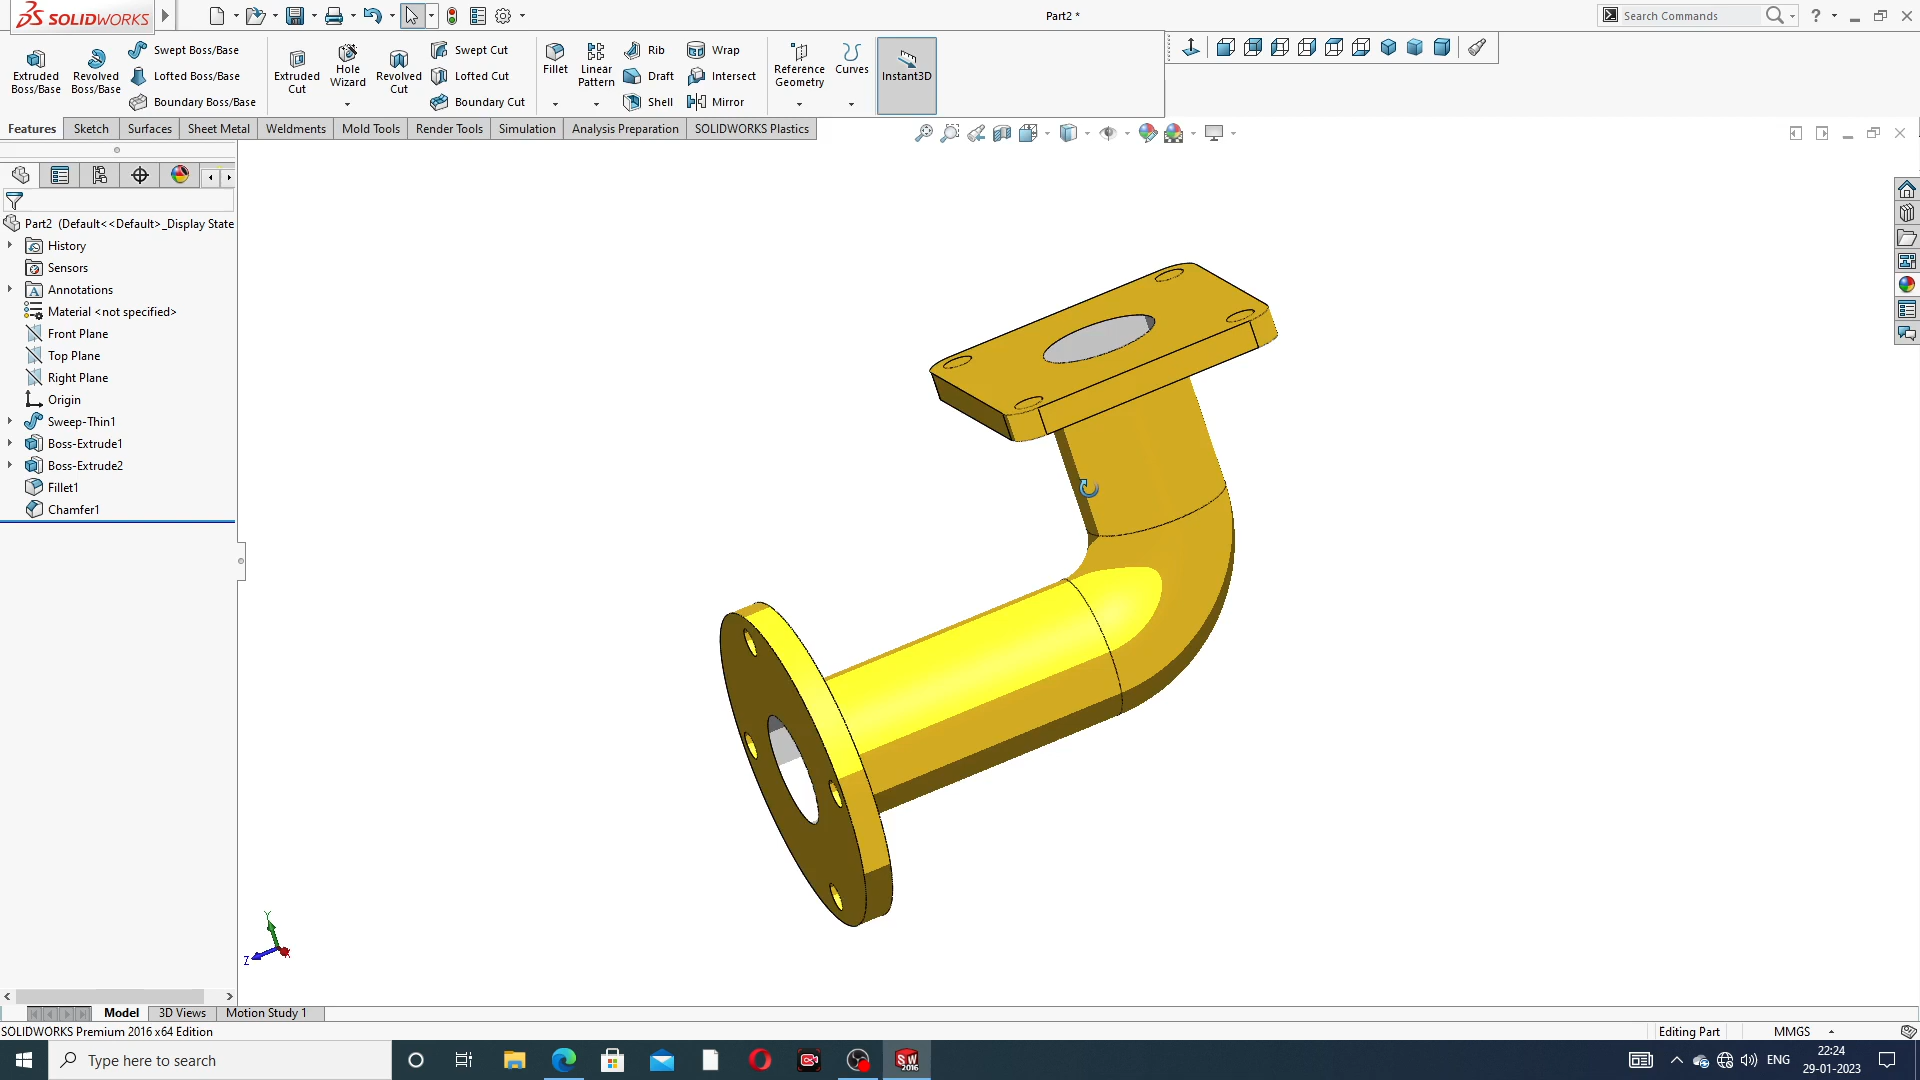 SOLIDWORKS
Part2 *
Search Commands
?
Extruded Boss/Base
Revolved Boss/Base
Swept Boss/Base
Lofted Boss/Base
Boundary Boss/Base
Extruded Cut
Hole Wizard
Revolved Cut
Swept Cut
Lofted Cut
Boundary Cut
Fillet
Linear Pattern
Rib
Draft
Shell
Wrap
Intersect
Mirror
Reference Geometry
Curves
Instant3D
Features
Sketch
Surfaces
Sheet Metal
Weldments
Mold Tools
Render Tools
Simulation
Analysis Preparation
SOLIDWORKS Plastics
Part2 (Default<<Default>_Display State
History
Sensors
A Annotations
Material <not specified>
Front Plane
Top Plane
Right Plane
Origin
Sweep-Thin1
Boss-Extrude1
Boss-Extrude2
Fillet1
Chamfer1
Y
Z
Model
3D Views
Motion Study 1
SOLIDWORKS Premium 2016 x64 Edition
Editing Part
MMGS
Type here to search
SW 2016
ENG
22:24
29-01-2023